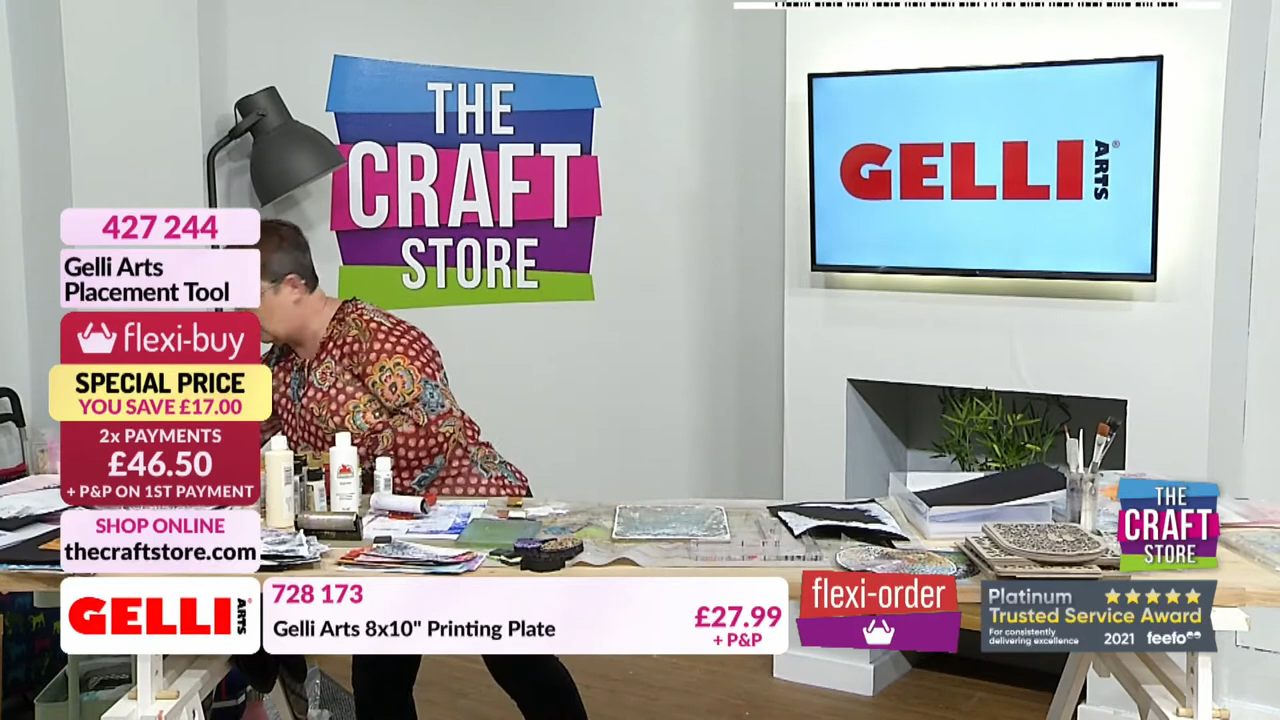 THE
CRAFT
STORE
GELLI
ARTS®
427 244
Gelli Arts
Placement Tool
flexi-buy
SPECIAL PRICE
YOU SAVE £17.00
2x PAYMENTS
£46.50
+ P&P ON 1ST PAYMENT
SHOP ONLINE
thecraftstore.com
GELLI
ARTS®
728 173
Gelli Arts 8x10" Printing Plate
£27.99
+ P&P
flexi-order
THE
CRAFT
STORE
Platinum
Trusted Service Award
For consistently
delivering excellence
2021 feefo